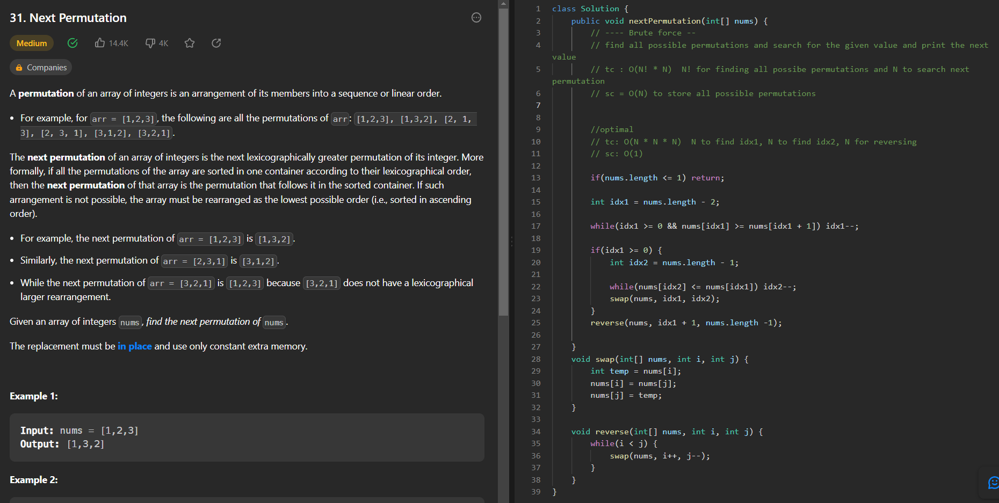 31. Next Permutation
Medium 14.4K 4K
Companies
A permutation of an array of integers is an arrangement of its members into a sequence or linear order.
• For example, for arr = [1,2,3], the following are all the permutations of arr: [1,2,3], [1,3,2], [2, 1,
3], [2, 3, 1], [3,1,2], [3,2,1].
The next permutation of an array of integers is the next lexicographically greater permutation of its integer. More
formally, if all the permutations of the array are sorted in one container according to their lexicographical order,
then the next permutation of that array is the permutation that follows it in the sorted container. If such
arrangement is not possible, the array must be rearranged as the lowest possible order (i.e., sorted in ascending
order).
• For example, the next permutation of arr = [1,2,3] is [1,3,2].
• Similarly, the next permutation of arr = [2,3,1] is [3,1,2].
• While the next permutation of arr = [3,2,1] is [1,2,3] because [3,2,1] does not have a lexicographical
larger rearrangement.
Given an array of integers nums, find the next permutation of nums.
The replacement must be in place and use only constant extra memory.
Example 1:
Input: nums = [1,2,3]
Output: [1,3,2]
Example 2:
1 class Solution {
2 public void nextPermutation(int[] nums) {
3 // ---- Brute force --
4 // find all possible permutations and search for the given value and print the next
value
5 // tc : O(N! * N)  N! for finding all possibe permutations and N to search next
permutation
6 // sc = O(N) to store all possible permutations
7
8
9 //optimal
10 // tc: O(N * N * N)  N to find idx1, N to find idx2, N for reversing
11 // sc: O(1)
12
13 if(nums.length <= 1) return;
14
15 int idx1 = nums.length - 2;
16
17 while(idx1 >= 0 && nums[idx1] >= nums[idx1 + 1]) idx1--;
18
19 if(idx1 >= 0) {
20 int idx2 = nums.length - 1;
21
22 while(nums[idx2] <= nums[idx1]) idx2--;
23 swap(nums, idx1, idx2);
24 }
25 reverse(nums, idx1 + 1, nums.length -1);
26
27 }
28 void swap(int[] nums, int i, int j) {
29 int temp = nums[i];
30 nums[i] = nums[j];
31 nums[j] = temp;
32 }
33
34 void reverse(int[] nums, int i, int j) {
35 while(i < j) {
36 swap(nums, i++, j--);
37 }
38 }
39 }